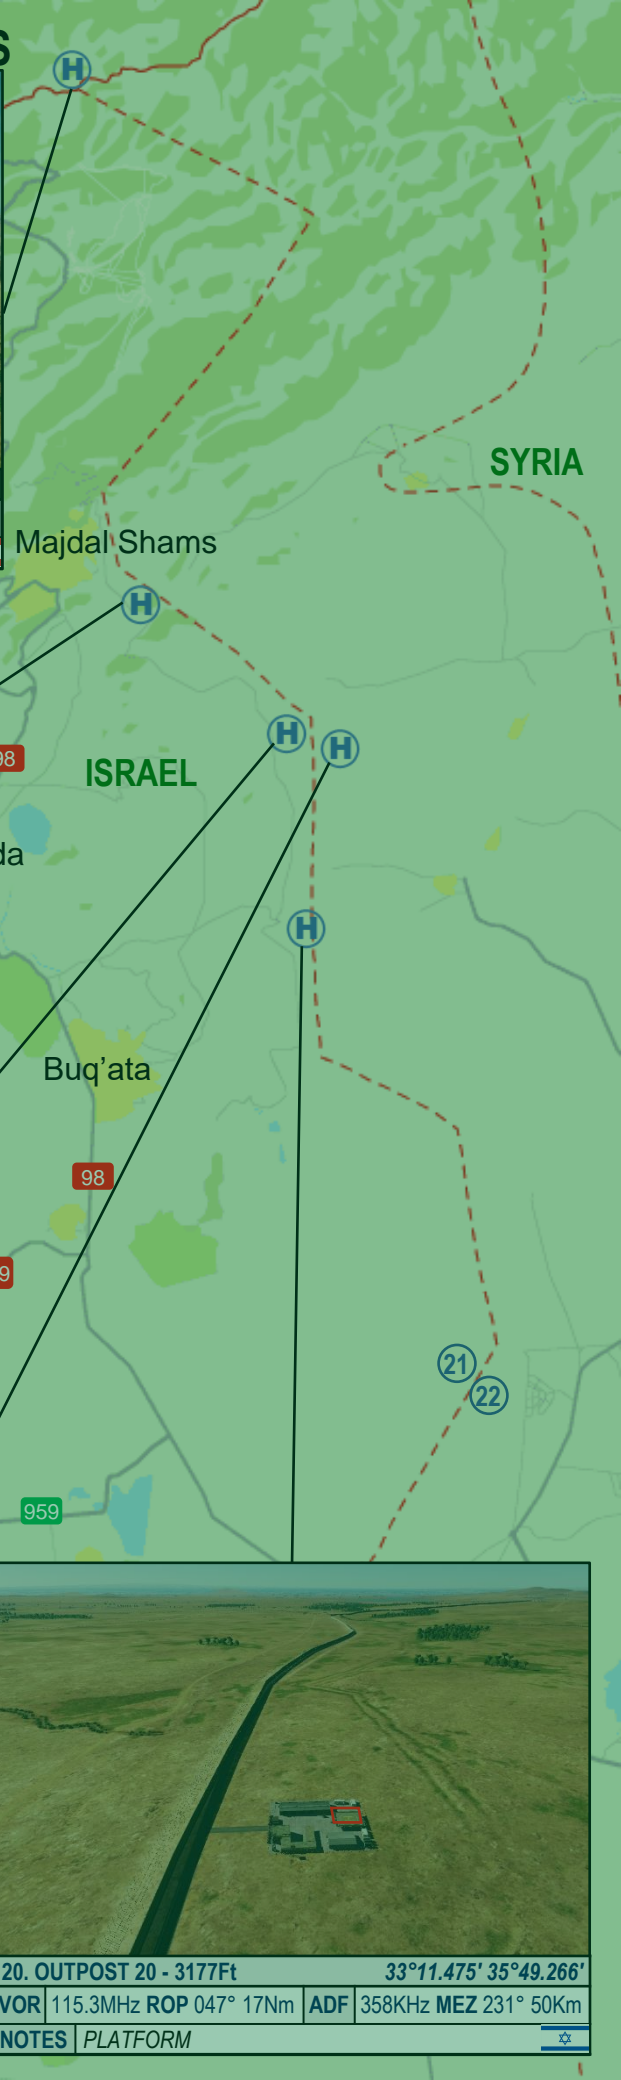 S
H
SYRIA
Majdal Shams
H
H
H
98
ISRAEL
da
H
Buq'ata
98
9
21
22
959
20. OUTPOST 20 - 3177Ft 33°11.475' 35°49.266'
VOR 115.3MHz ROP 047° 17Nm ADF 358KHz MEZ 231° 50Km
NOTES PLATFORM